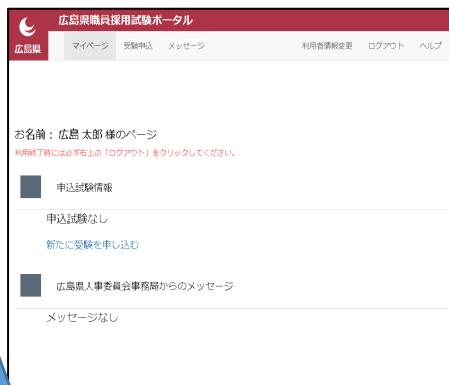 広島県職員採用試験ポータル
広島県
マイページ 受験申込 メッセージ 利用者情報変更 ログアウト ヘルプ
お名前： 広島 太郎 様のページ
利用終了時には必ず右上の「ログアウト」をクリックしてください。
申込試験情報
申込試験なし
新たに受験を申し込む
広島県人事委員会事務局からのメッセージ
メッセージなし